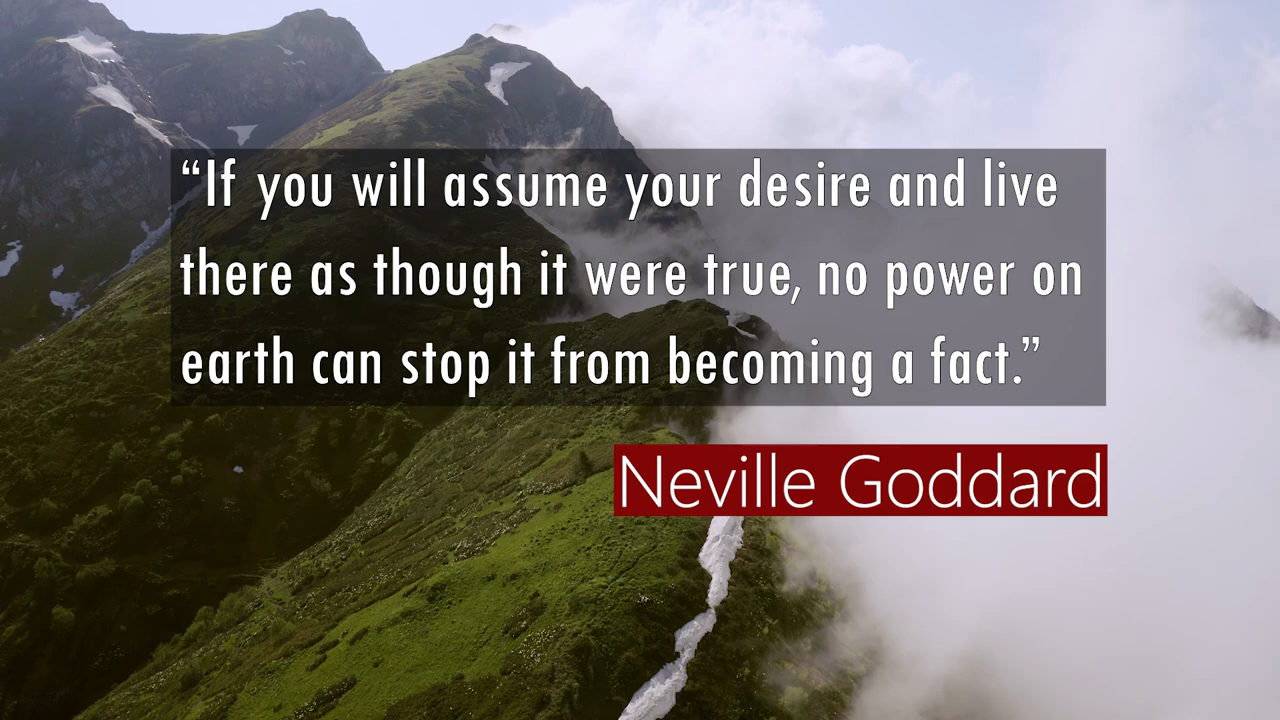 “If you will assume your desire and live
there as though it were true, no power on
earth can stop it from becoming a fact.”
Neville Goddard